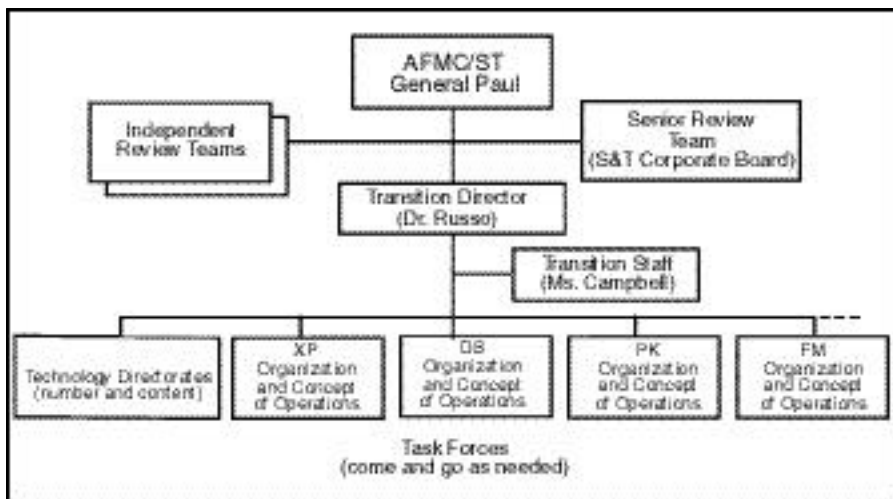 AFMC/ST
General Paul
Independent
Review Teams
Senior Review
Team
(S&T Corporate Board)
Transition Director
(Dr. Russo)
Transition Staff
(Ms. Campbell)
Technology Directorates
(number and content)
XP
Organization
and Concept
of Operations
Organization
and Concept
of Operations
PK
Organization
and Concept
of Operations
FM
Organization
and Concept
of Operations
Task Forces
(come and go as needed)